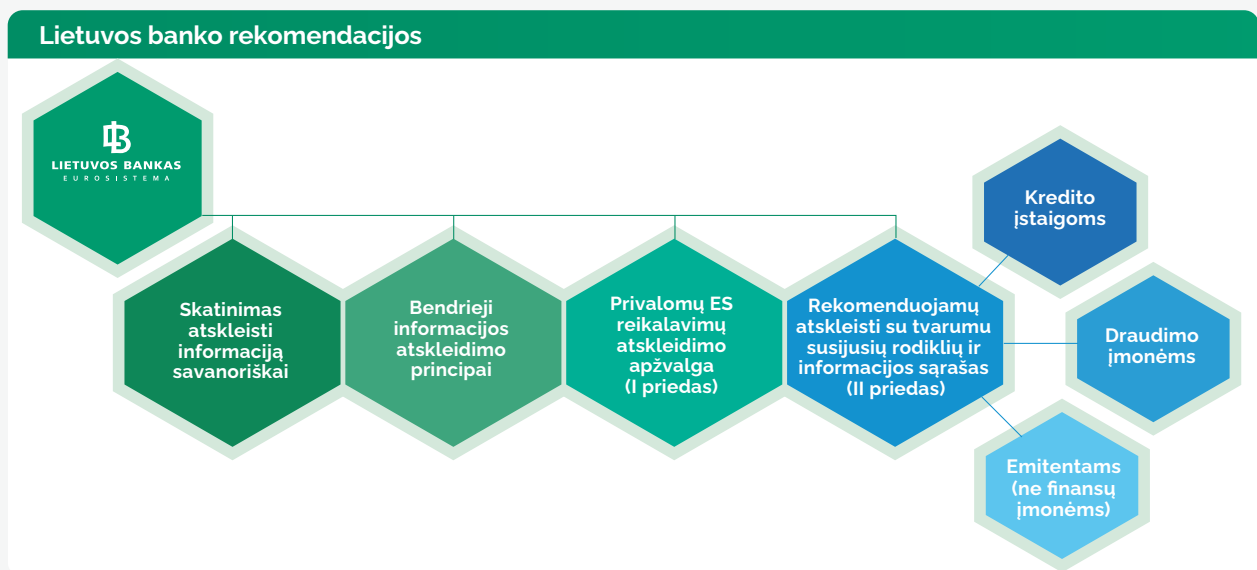 Lietuvos banko rekomendacijos
LIETUVOS BANKAS
EUROSISTEMA
Skatinimas
atskleisti
informaciją
savanoriškai
Bendrieji
informacijos
atskleidimo
principai
Privalomų ES
reikalavimų
atskleidimo
apžvalga
(I priedas)
Rekomenduojamų
atskleisti su tvarumu
susijusių rodiklių ir
informacijos sąrašas
(II priedas)
Kredito
įstaigoms
Draudimo
įmonėms
Emitentams
(ne finansų
įmonėms)